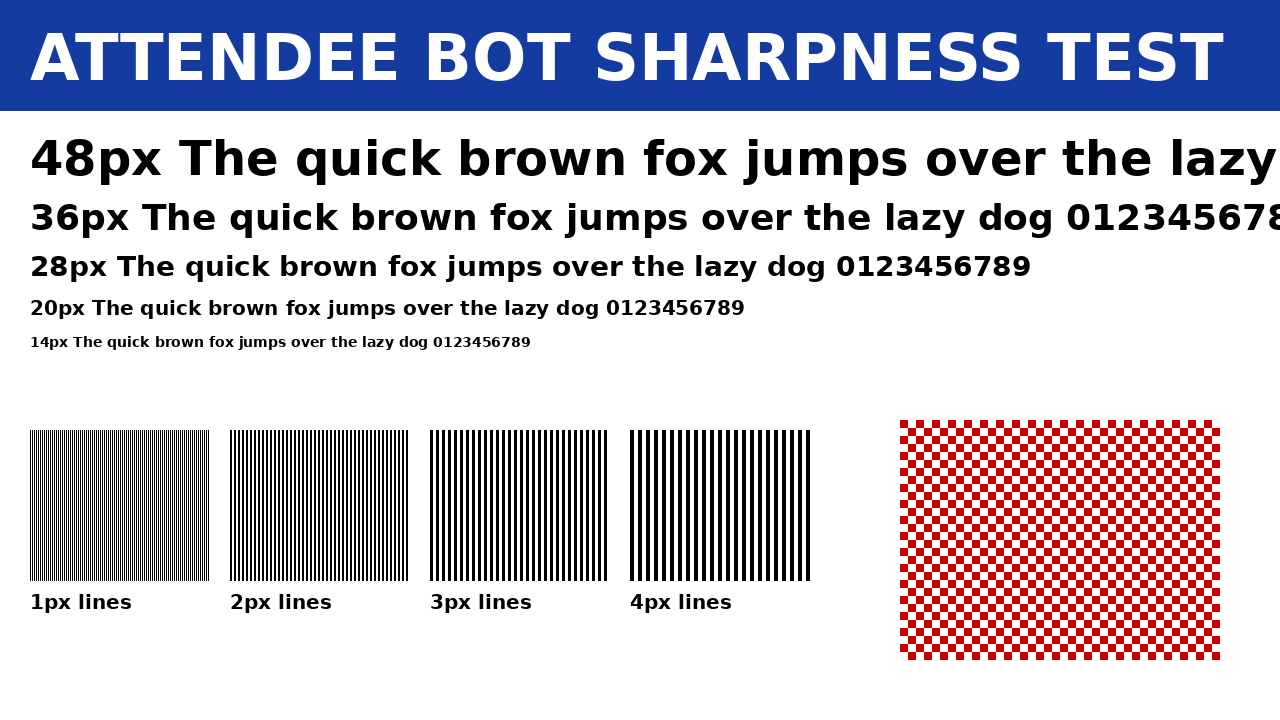 ATTENDEE BOT SHARPNESS TEST
48px The quick brown fox jumps over the lazy
36px The quick brown fox jumps over the lazy dog 012345678
28px The quick brown fox jumps over the lazy dog 0123456789
20px The quick brown fox jumps over the lazy dog 0123456789
14px The quick brown fox jumps over the lazy dog 0123456789
1px lines
2px lines
3px lines
4px lines